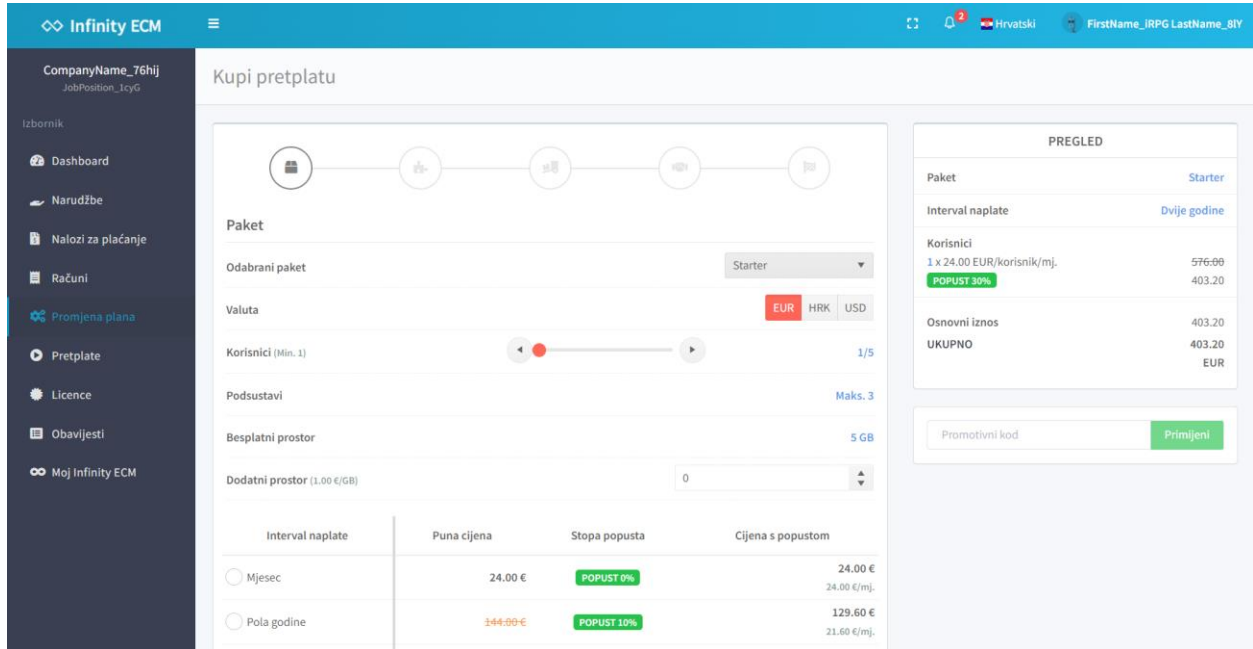 Infinity ECM
2
Hrvatski
FirstName_iRPG LastName_8IY
CompanyName_76hij
JobPosition_1cyG
Izbornik
Dashboard
Narudžbe
Nalozi za plaćanje
Računi
Promjena plana
Pretplate
Licence
Obavijesti
Moj Infinity ECM
Kupi pretplatu
Paket
Odabrani paket
Starter
Valuta
EUR HRK USD
Korisnici (Min. 1)
1/5
Podsustavi
Maks. 3
Besplatni prostor
5 GB
Dodatni prostor (1.00 €/GB)
0
Interval naplate Puna cijena Stopa popusta Cijena s popustom
Mjesec 24.00 € POPUST 0% 24.00 €
24.00 €/mj.
Pola godine 144.00 € POPUST 10% 129.60 €
21.60 €/mj.
PREGLED
Paket Starter
Interval naplate Dvije godine
Korisnici
1 x 24.00 EUR/korisnik/mj. 576.00
POPUST 30% 403.20
Osnovni iznos 403.20
UKUPNO 403.20
EUR
Promotivni kod Primijeni